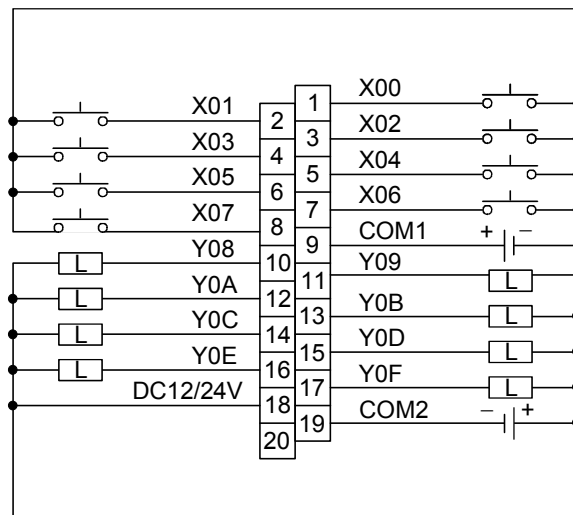 X00
1
X01
2
X02
3
X03
4
X04
5
X05
6
X06
7
X07
8
COM1 + −
9
Y08
L
10
Y09
L
11
Y0A
L
12
Y0B
L
13
Y0C
L
14
Y0D
L
15
Y0E
L
16
Y0F
L
17
DC12/24V
18
COM2 − +
19
20